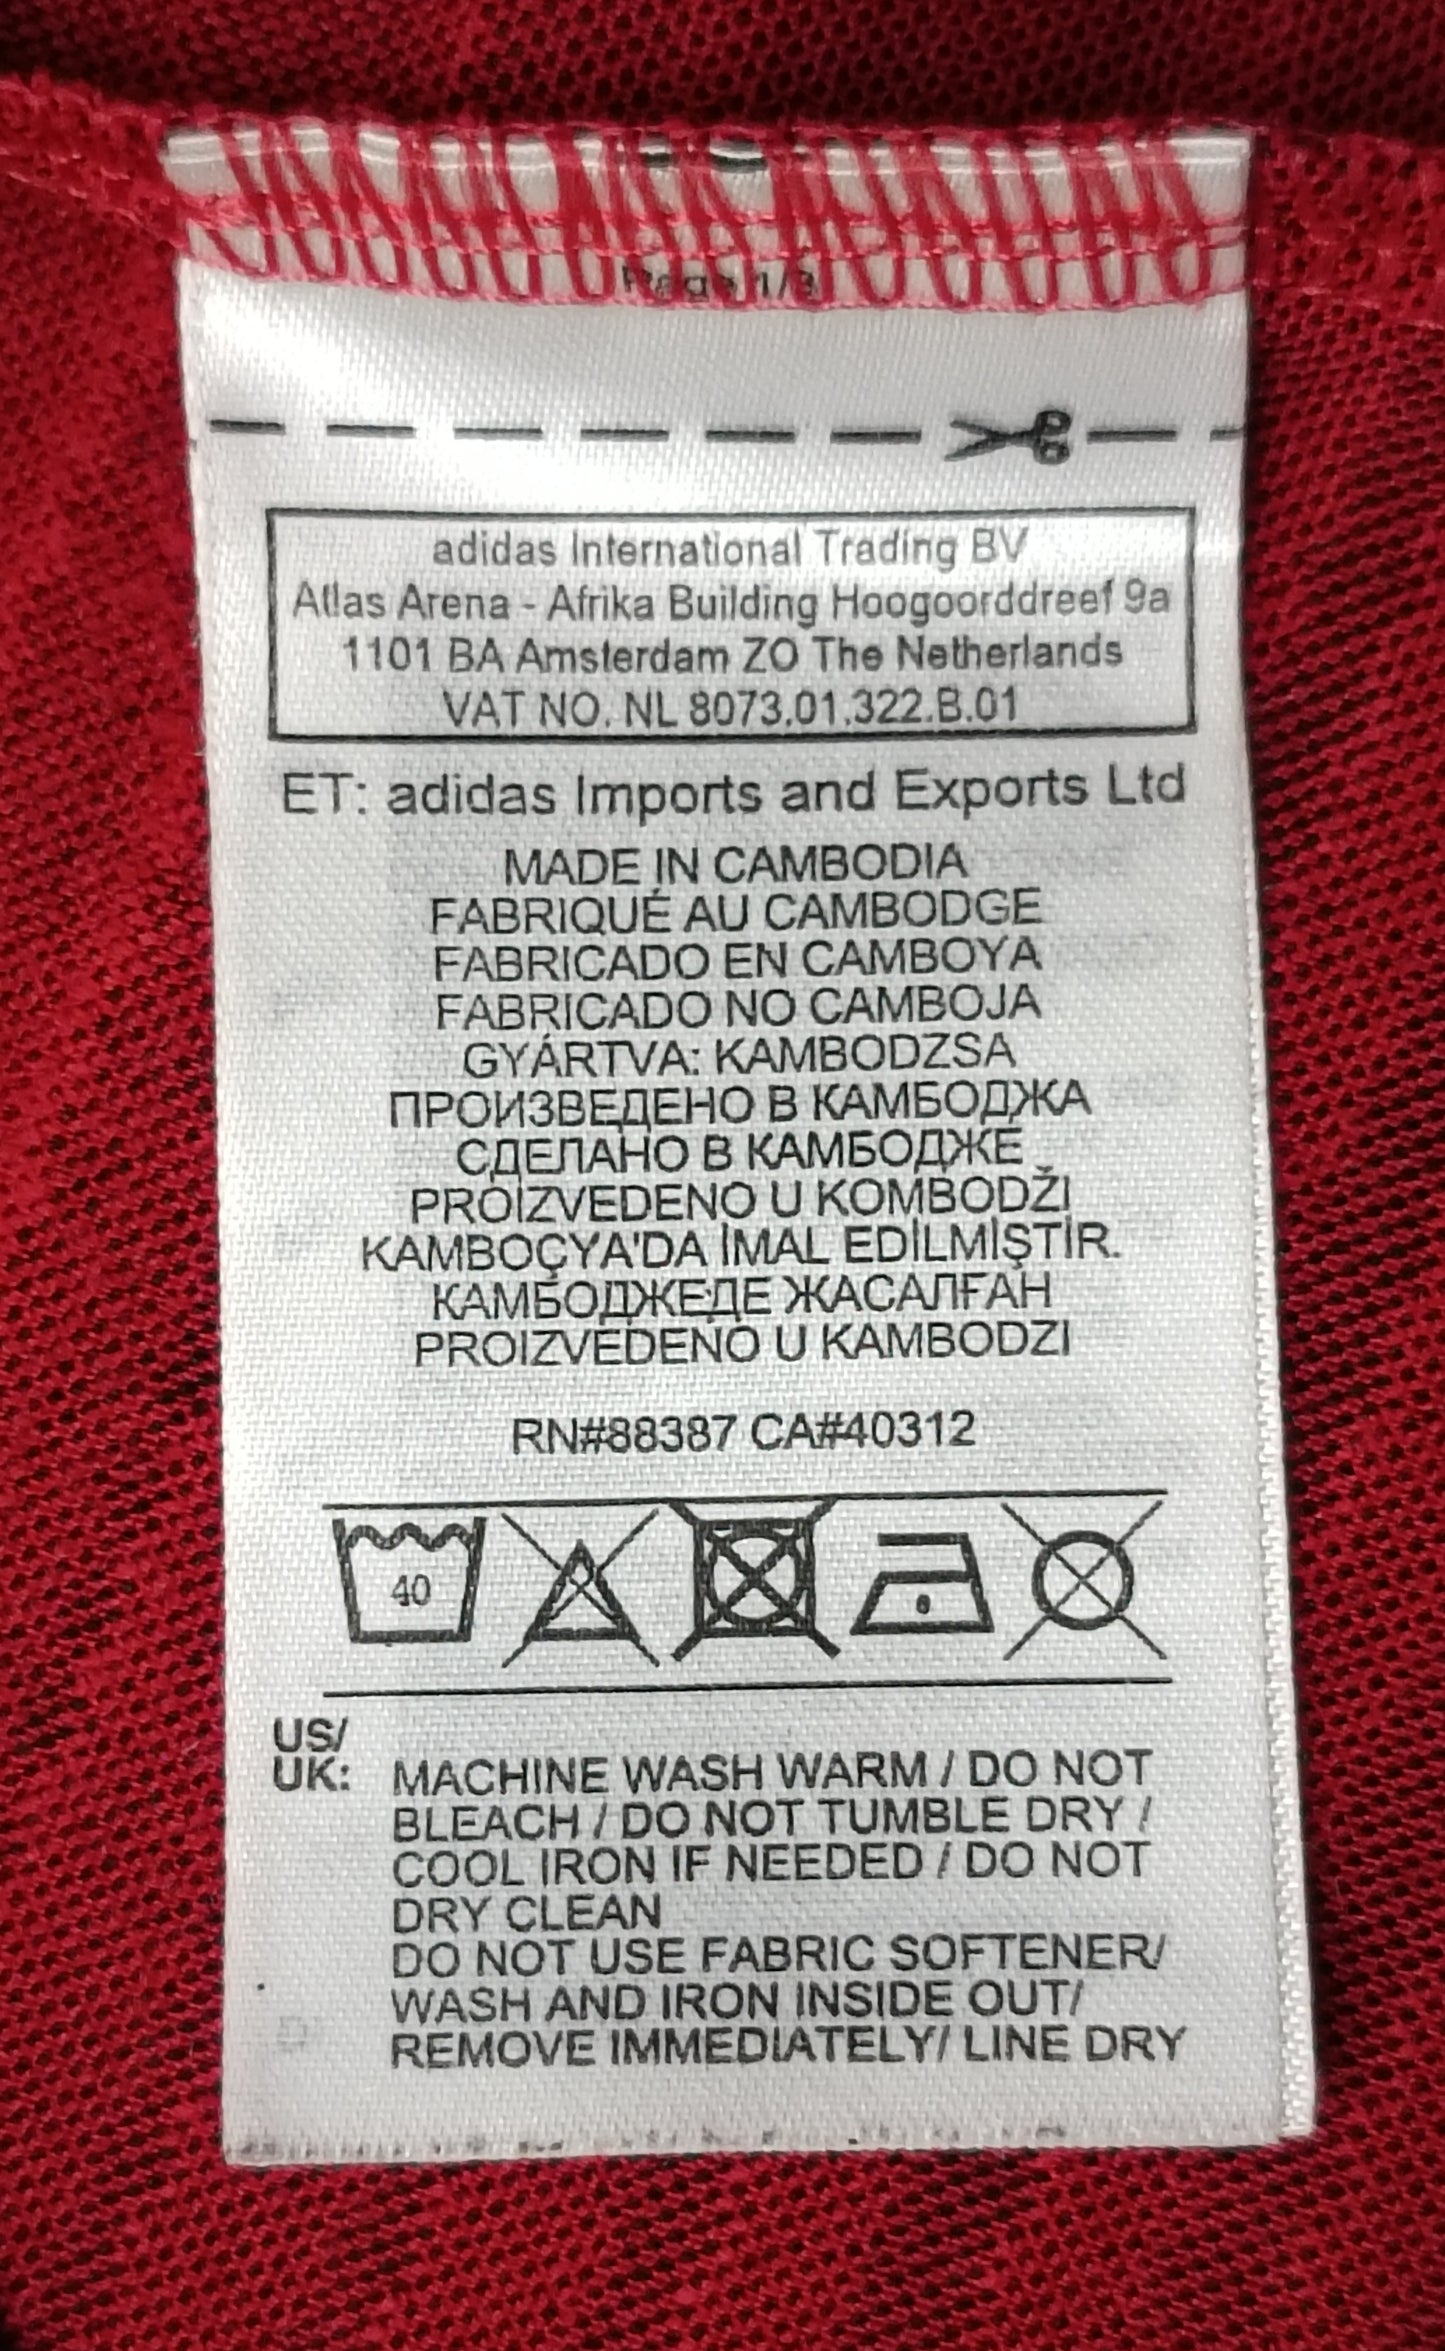 Page 1/3
adidas International Trading BV
Atlas Arena - Afrika Building Hoogoorddreef 9a
1101 BA Amsterdam ZO The Netherlands
VAT NO. NL 8073.01.322.B.01
ET: adidas Imports and Exports Ltd
MADE IN CAMBODIA
FABRIQUÉ AU CAMBODGE
FABRICADO EN CAMBOYA
FABRICADO NO CAMBOJA
GYÁRTVA: KAMBODZSA
ПРОИЗВЕДЕНО В КАМБОДЖА
СДЕЛАНО В КАМБОДЖЕ
PROIZVEDENO U KOMBODŽI
KAMBOÇYA'DA İMAL EDİLMİŞTİR.
КАМБОДЖЕДЕ ЖАСАЛҒАН
PROIZVEDENO U KAMBODZI
RN#88387 CA#40312
40
US/
UK: MACHINE WASH WARM / DO NOT
BLEACH / DO NOT TUMBLE DRY /
COOL IRON IF NEEDED / DO NOT
DRY CLEAN
DO NOT USE FABRIC SOFTENER/
WASH AND IRON INSIDE OUT/
REMOVE IMMEDIATELY/ LINE DRY